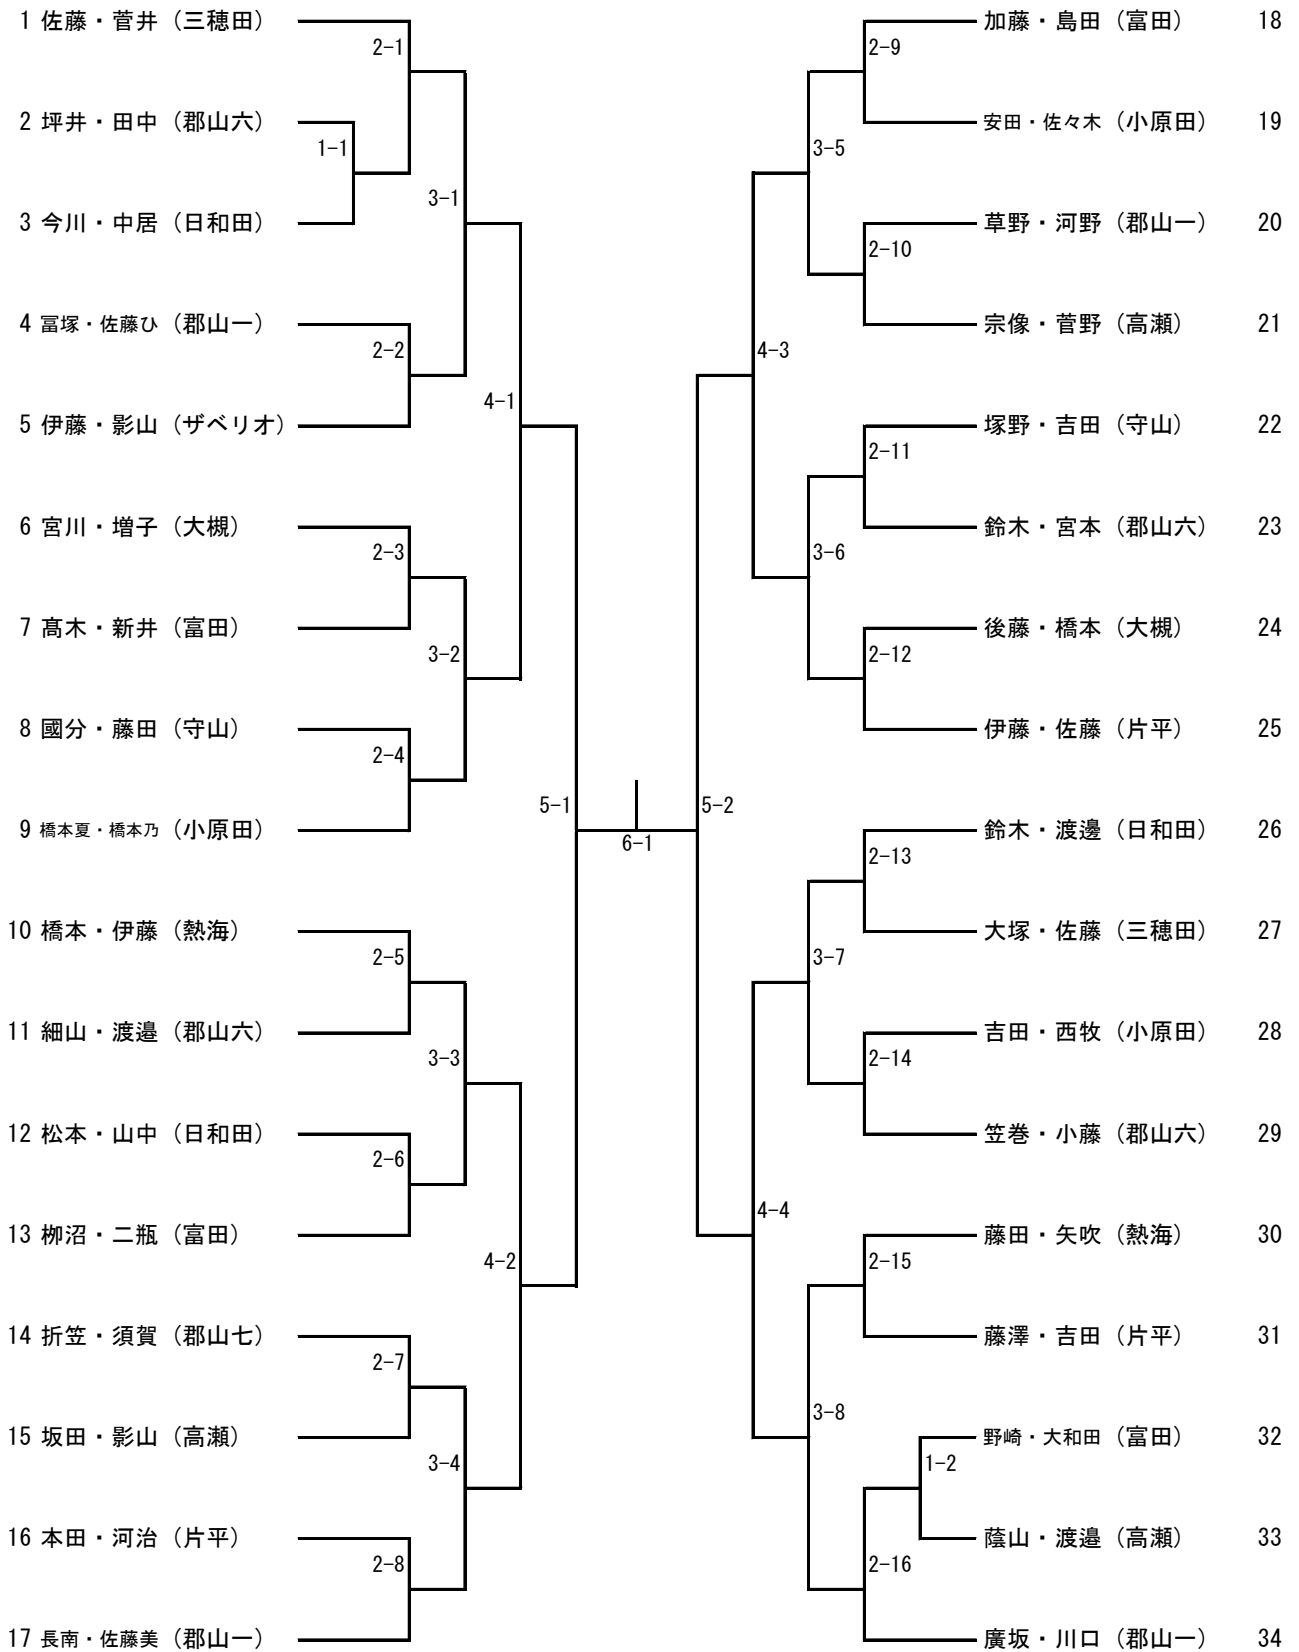 1 佐藤・菅井（三穂田）
2-1
2 坪井・田中（郡山六）
1-1
3 今川・中居（日和田）
3-1
4 冨塚・佐藤ひ（郡山一）
2-2
5 伊藤・影山（ザベリオ）
4-1
6 宮川・増子（大槻）
2-3
7 髙木・新井（富田）
3-2
8 國分・藤田（守山）
2-4
9 橋本夏・橋本乃（小原田）
5-1
10 橋本・伊藤（熱海）
2-5
11 細山・渡邉（郡山六）
3-3
12 松本・山中（日和田）
2-6
13 栁沼・二瓶（富田）
4-2
14 折笠・須賀（郡山七）
2-7
15 坂田・影山（高瀬）
3-4
16 本田・河治（片平）
2-8
17 長南・佐藤美（郡山一）
6-1
加藤・島田（富田） 18
2-9
安田・佐々木（小原田） 19
3-5
草野・河野（郡山一） 20
2-10
宗像・菅野（高瀬） 21
4-3
塚野・吉田（守山） 22
2-11
鈴木・宮本（郡山六） 23
3-6
後藤・橋本（大槻） 24
2-12
伊藤・佐藤（片平） 25
5-2
鈴木・渡邊（日和田） 26
2-13
大塚・佐藤（三穂田） 27
3-7
吉田・西牧（小原田） 28
2-14
笠巻・小藤（郡山六） 29
4-4
藤田・矢吹（熱海） 30
2-15
藤澤・吉田（片平） 31
3-8
野崎・大和田（富田） 32
1-2
蔭山・渡邉（高瀬） 33
2-16
廣坂・川口（郡山一） 34